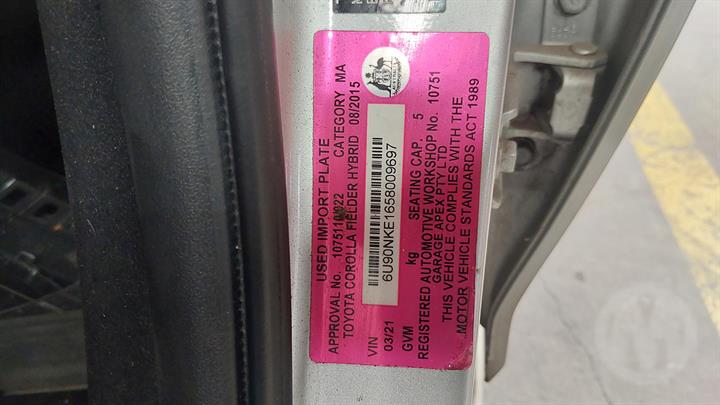 USED IMPORT PLATE
APPROVAL No. CATEGORY MA
TOYOTA COROLLA FIELDER HYBRID 08/2015
VIN 6U90NKE1658009697
03/21
GVM kg SEATING CAP. 5
REGISTERED AUTOMOTIVE WORKSHOP No. 10751
GARAGE APEX PTY LTD
THIS VEHICLE COMPLIES WITH THE
MOTOR VEHICLE STANDARDS ACT 1989